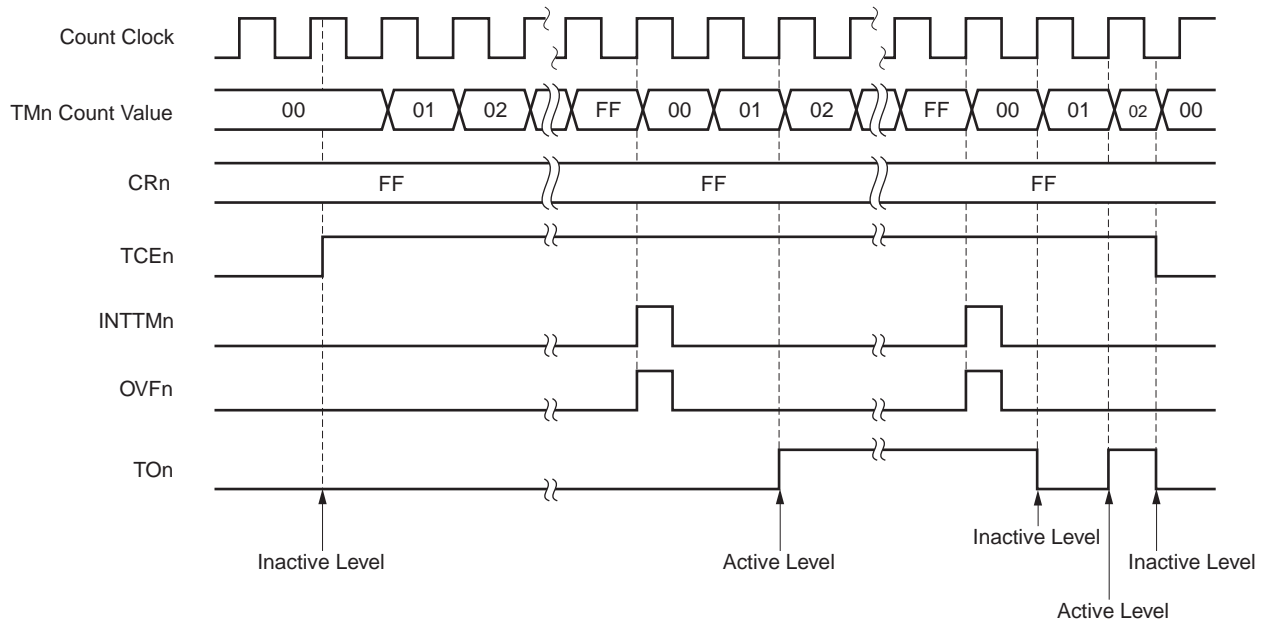 Count Clock
TMn Count Value 00 01 02 FF 00 01 02 FF 00 01 02 00
CRn FF FF FF
TCEn
INTTMn
OVFn
TOn
Inactive Level Active Level Inactive Level Inactive Level
Active Level